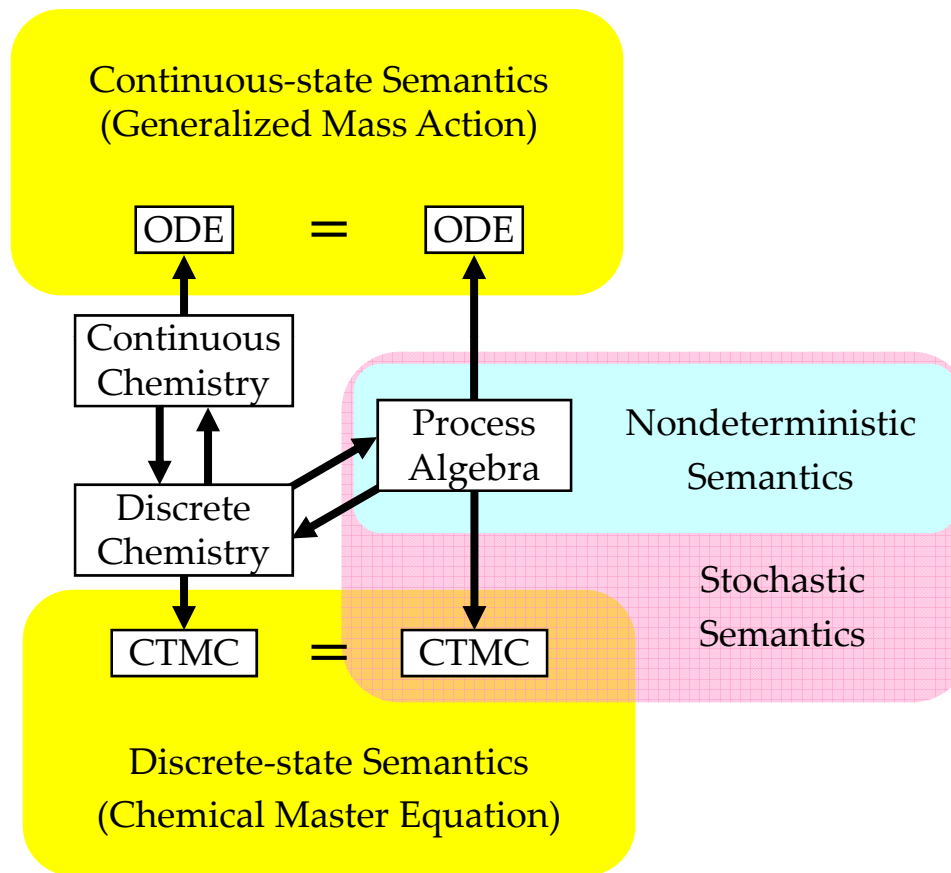 Continuous-state Semantics
(Generalized Mass Action)
ODE = ODE
Continuous
Chemistry
Process
Algebra
Nondeterministic
Semantics
Discrete
Chemistry
Stochastic
Semantics
CTMC = CTMC
Discrete-state Semantics
(Chemical Master Equation)